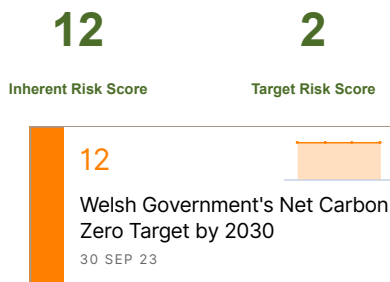 12 2
Inherent Risk Score Target Risk Score
12
Welsh Government's Net Carbon
Zero Target by 2030
30 SEP 23